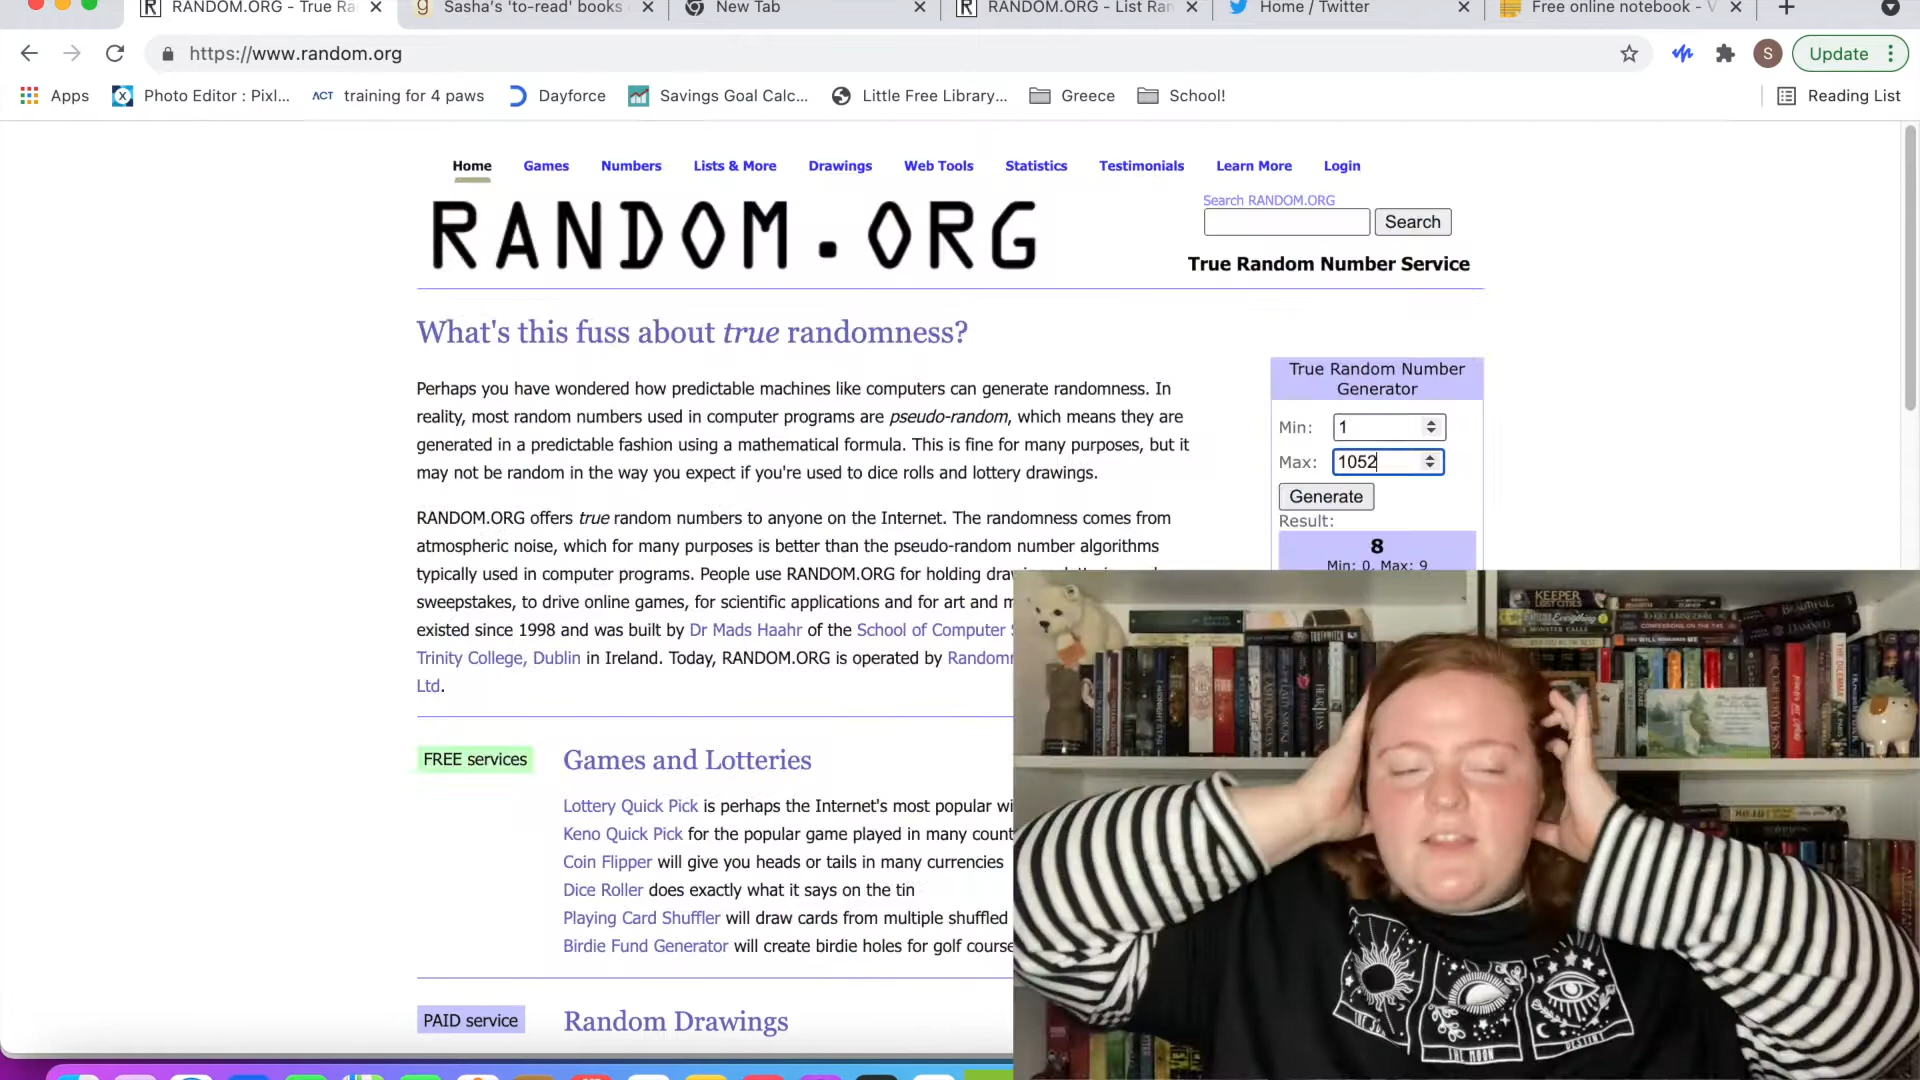 RANDOM.ORG - True Ra
Sasha's 'to-read' books
New Tab
RANDOM.ORG - List Ran
Home / Twitter
Free online notebook - V
https://www.random.org
S
Update
Apps
Photo Editor : Pixl...
ACT
training for 4 paws
Dayforce
Savings Goal Calc...
Little Free Library...
Greece
School!
Reading List
Home
Games
Numbers
Lists & More
Drawings
Web Tools
Statistics
Testimonials
Learn More
Login
RANDOM.ORG
Search RANDOM.ORG
Search
True Random Number Service
What's this fuss about true randomness?
Perhaps you have wondered how predictable machines like computers can generate randomness. In
reality, most random numbers used in computer programs are pseudo-random, which means they are
generated in a predictable fashion using a mathematical formula. This is fine for many purposes, but it
may not be random in the way you expect if you're used to dice rolls and lottery drawings.
RANDOM.ORG offers true random numbers to anyone on the Internet. The randomness comes from
atmospheric noise, which for many purposes is better than the pseudo-random number algorithms
typically used in computer programs. People use RANDOM.ORG for holding
sweepstakes, to drive online games, for scientific applications and for art and
existed since 1998 and was built by Dr Mads Haahr of the School of Computer
Trinity College, Dublin in Ireland. Today, RANDOM.ORG is operated by
Ltd.
True Random Number
Generator
Min: 1
Max: 1052
Generate
Result:
8
Min: 0, Max: 9
FREE services
Games and Lotteries
Lottery Quick Pick is perhaps the Internet's most popular
Keno Quick Pick for the popular game played in many
Coin Flipper will give you heads or tails in many currencies
Dice Roller does exactly what it says on the tin
Playing Card Shuffler will draw cards from multiple shuffled
Birdie Fund Generator will create birdie holes for golf
PAID service
Random Drawings
KEEPER
LOST CITIES
HEARTLESS
THE DILEMMA
THE MOON
DESTINY